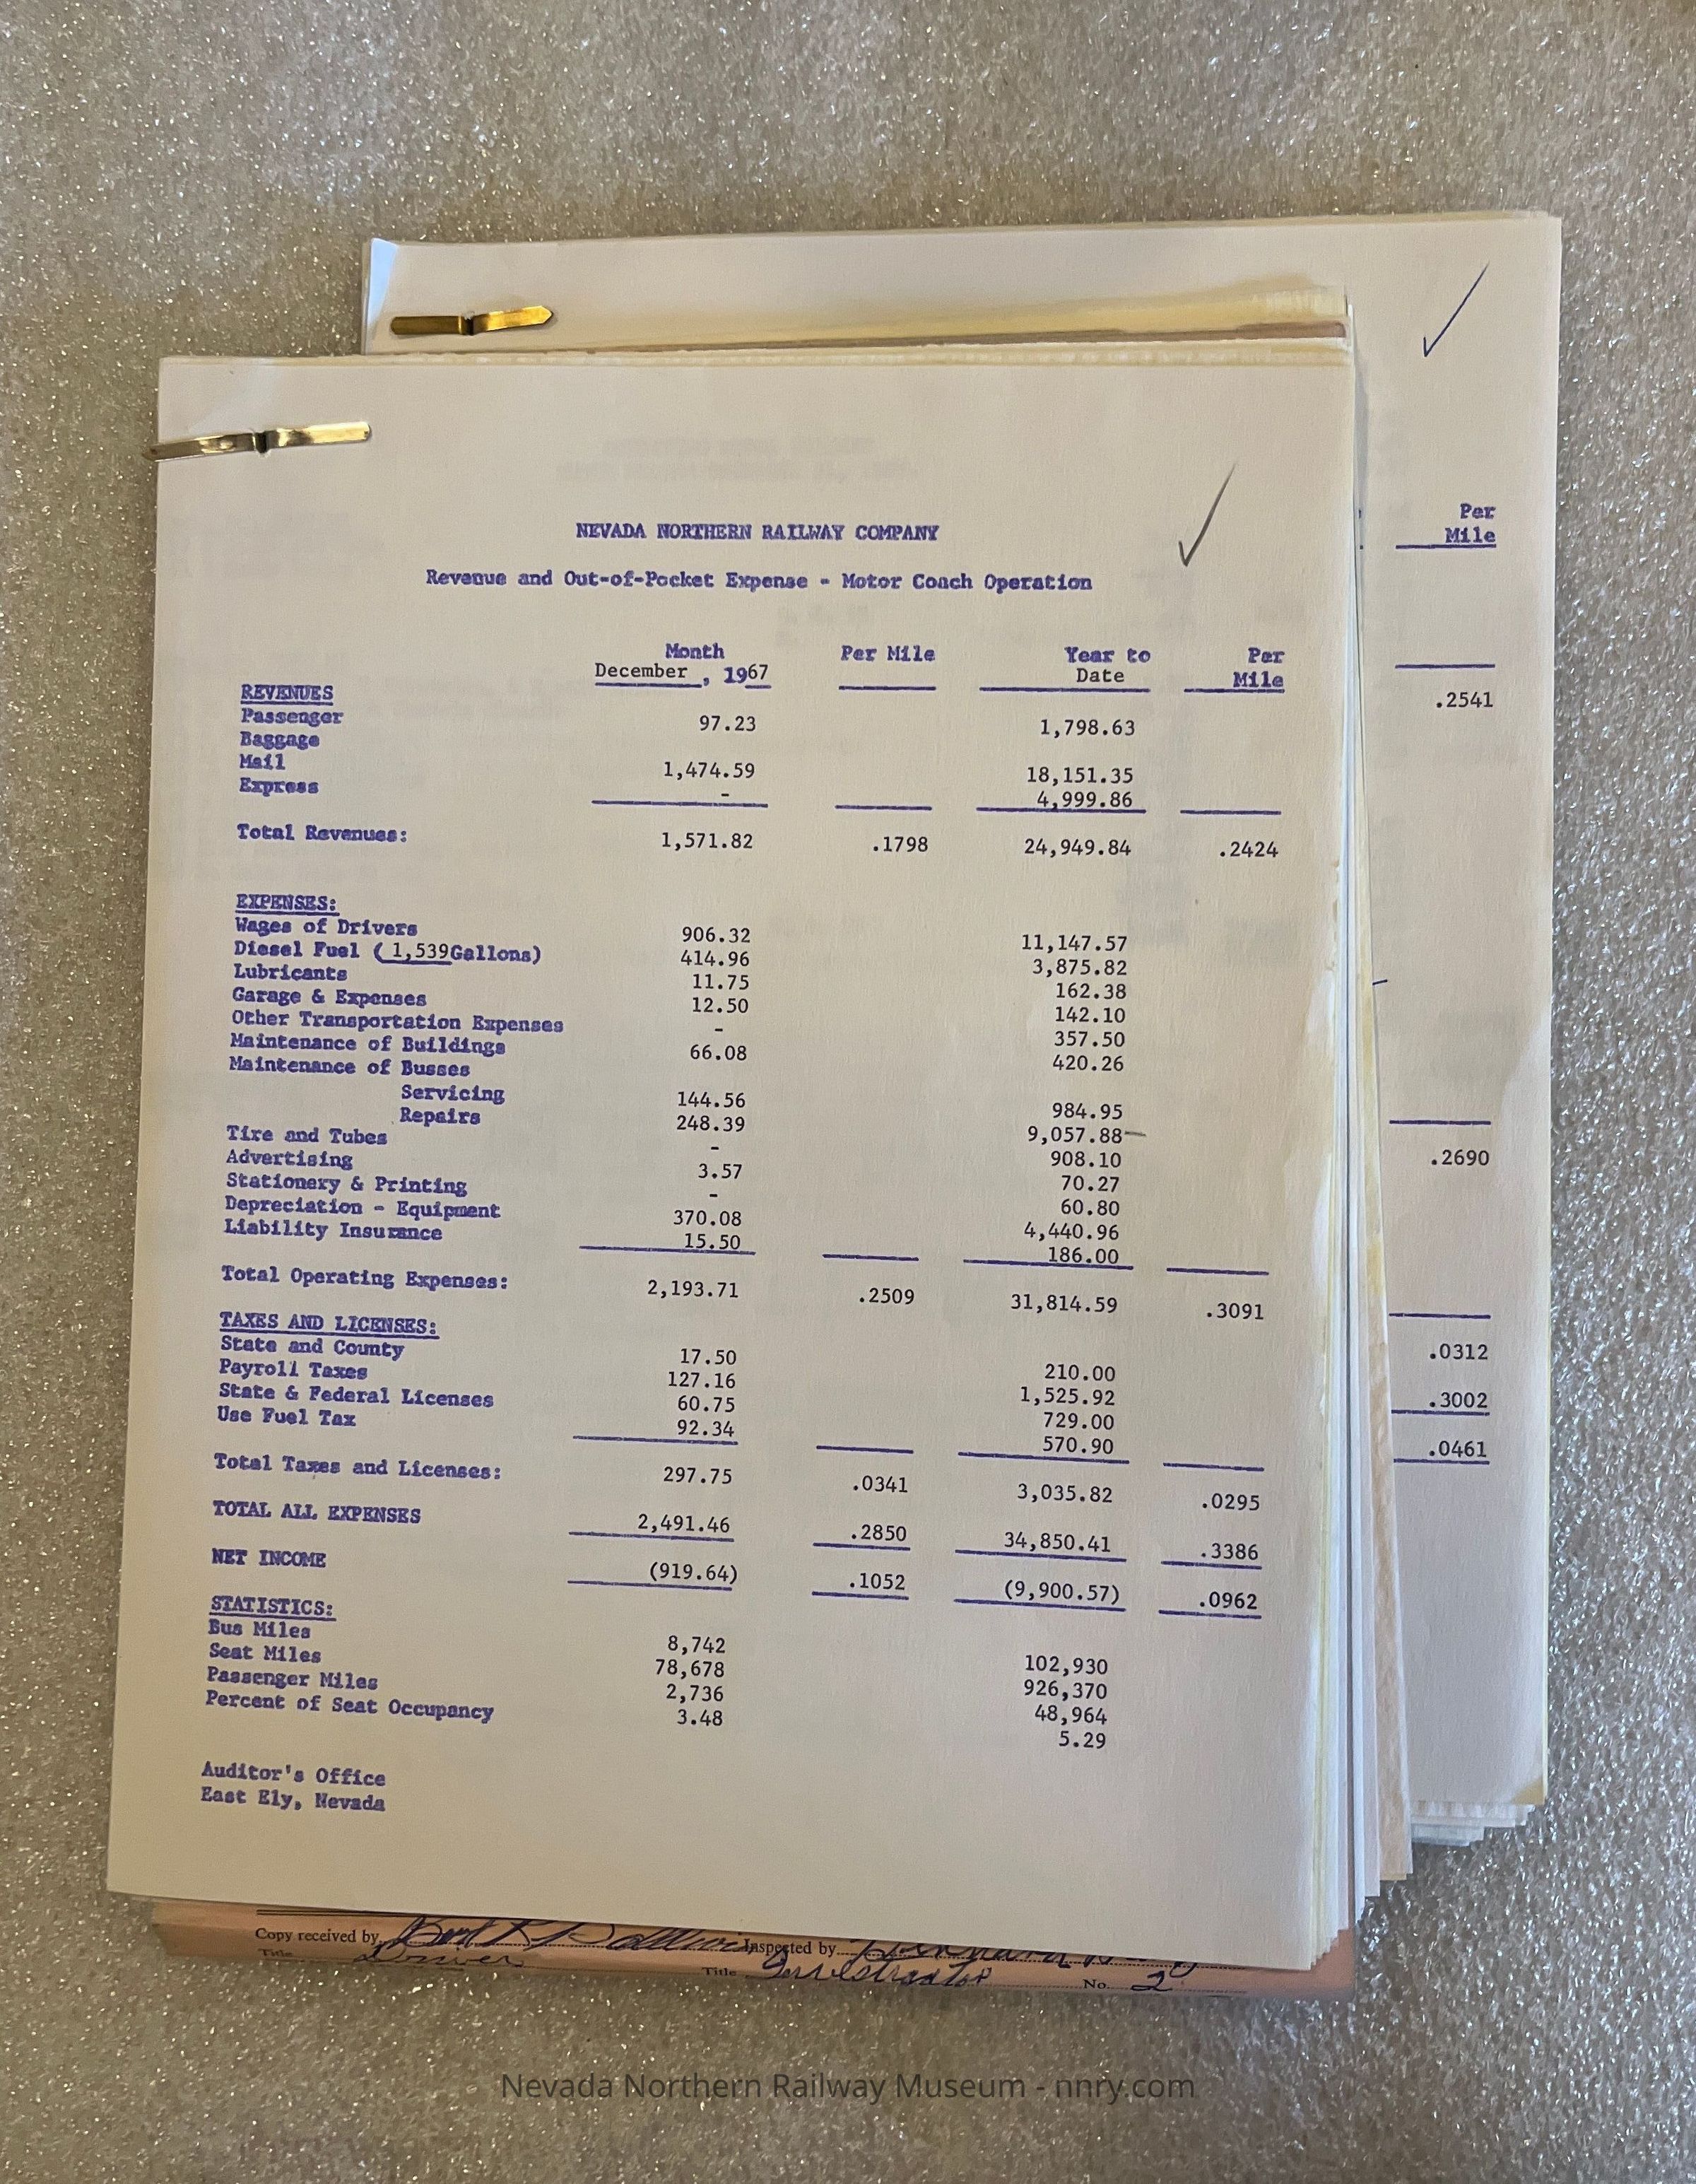 Per
Mile
.2541
.2690
.0312
.3002
.0461
NEVADA NORTHERN RAILWAY COMPANY
Revenue and Out-of-Pocket Expense - Motor Coach Operation
Month Per Mile Year to Per
December, 1967 Date Mile
REVENUES
Passenger 97.23 1,798.63
Baggage
Mail 1,474.59 18,151.35
Express - 4,999.86
Total Revenues: 1,571.82 .1798 24,949.84 .2424
EXPENSES:
Wages of Drivers 906.32 11,147.57
Diesel Fuel ( 1,539Gallons) 414.96 3,875.82
Lubricants 11.75 162.38
Garage & Expenses 12.50 142.10
Other Transportation Expenses - 357.50
Maintenance of Buildings 66.08 420.26
Maintenance of Busses
Servicing 144.56 984.95
Repairs 248.39 9,057.88
Tire and Tubes - 908.10
Advertising 3.57 70.27
Stationery & Printing - 60.80
Depreciation - Equipment 370.08 4,440.96
Liability Insurance 15.50 186.00
Total Operating Expenses: 2,193.71 .2509 31,814.59 .3091
TAXES AND LICENSES:
State and County 17.50 210.00
Payroll Taxes 127.16 1,525.92
State & Federal Licenses 60.75 729.00
Use Fuel Tax 92.34 570.90
Total Taxes and Licenses: 297.75 .0341 3,035.82 .0295
TOTAL ALL EXPENSES 2,491.46 .2850 34,850.41 .3386
NET INCOME (919.64) .1052 (9,900.57) .0962
STATISTICS:
Bus Miles 8,742 102,930
Seat Miles 78,678 926,370
Passenger Miles 2,736 48,964
Percent of Seat Occupancy 3.48 5.29
Auditor's Office
East Ely, Nevada
Copy received by Inspected by
Title Driver Title No. 2
Nevada Northern Railway Museum - nnry.com